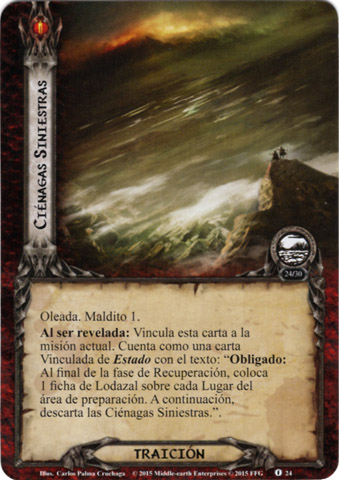 CIÉNAGAS SINIESTRAS
24/30
Oleada. Maldito 1.
Al ser revelada: Vincula esta carta a la
misión actual. Cuenta como una carta
Vinculada de Estado con el texto: “Obligado:
Al final de la fase de Recuperación, coloca
1 ficha de Lodazal sobre cada Lugar del
área de preparación. A continuación,
descarta las Ciénagas Siniestras.”.
TRAICIÓN
Illus. Carlos Palma Cruchaga © 2015 Middle-earth Enterprises © 2015 FFG 24